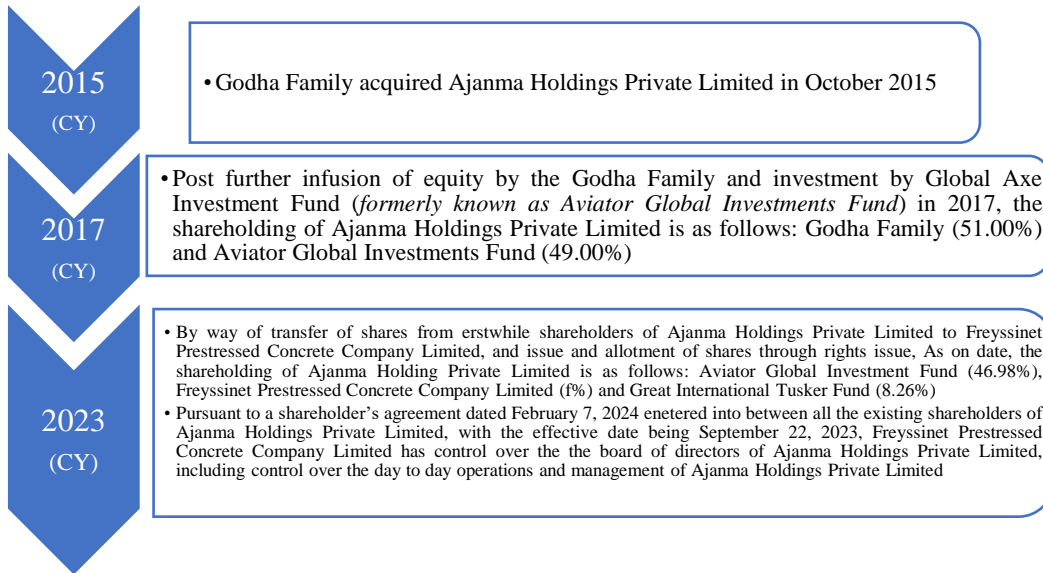 2015
(CY)
• Godha Family acquired Ajanma Holdings Private Limited in October 2015
2017
(CY)
• Post further infusion of equity by the Godha Family and investment by Global Axe
Investment Fund (formerly known as Aviator Global Investments Fund) in 2017, the
shareholding of Ajanma Holdings Private Limited is as follows: Godha Family (51.00%)
and Aviator Global Investments Fund (49.00%)
2023
(CY)
• By way of transfer of shares from erstwhile shareholders of Ajanma Holdings Private Limited to Freyssinet
Prestressed Concrete Company Limited, and issue and allotment of shares through rights issue, As on date, the
shareholding of Ajanma Holding Private Limited is as follows: Aviator Global Investment Fund (46.98%),
Freyssinet Prestressed Concrete Company Limited (f%) and Great International Tusker Fund (8.26%)
• Pursuant to a shareholder’s agreement dated February 7, 2024 enetered into between all the existing shareholders of
Ajanma Holdings Private Limited, with the effective date being September 22, 2023, Freyssinet Prestressed
Concrete Company Limited has control over the the board of directors of Ajanma Holdings Private Limited,
including control over the day to day operations and management of Ajanma Holdings Private Limited